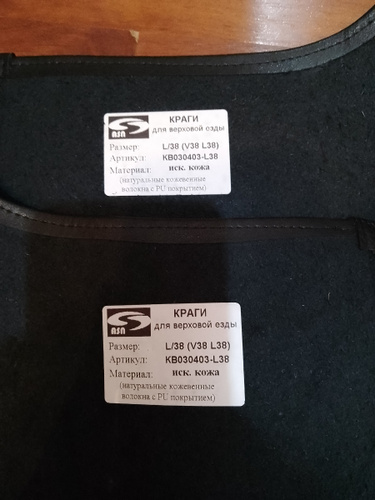 КРАГИ
для верховой езды
ASN
Размер: L/38 (V38 L38)
Артикул: KB030403-L38
Материал: иск. кожа
(натуральные кожевенные
волокна с PU покрытием)
КРАГИ
для верховой езды
ASN
Размер: L/38 (V38 L38)
Артикул: KB030403-L38
Материал: иск. кожа
(натуральные кожевенные
волокна с PU покрытием)